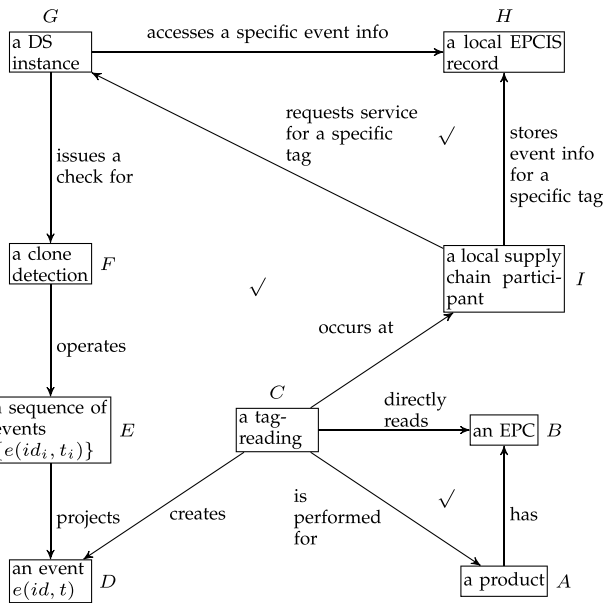 G
H
a DS
instance
accesses a specific event info
a local EPCIS
record
requests service
for a specific
tag
√
stores
event info
for a
specific tag
issues a
check for
a clone
detection
F
a local supply
chain partici-
pant
I
√
occurs at
operates
C
a tag-
reading
directly
reads
an EPC
B
a sequence of
events
{e(id_i, t_i)}
E
projects
creates
is
performed
for
√
has
an event
e(id, t)
D
a product
A